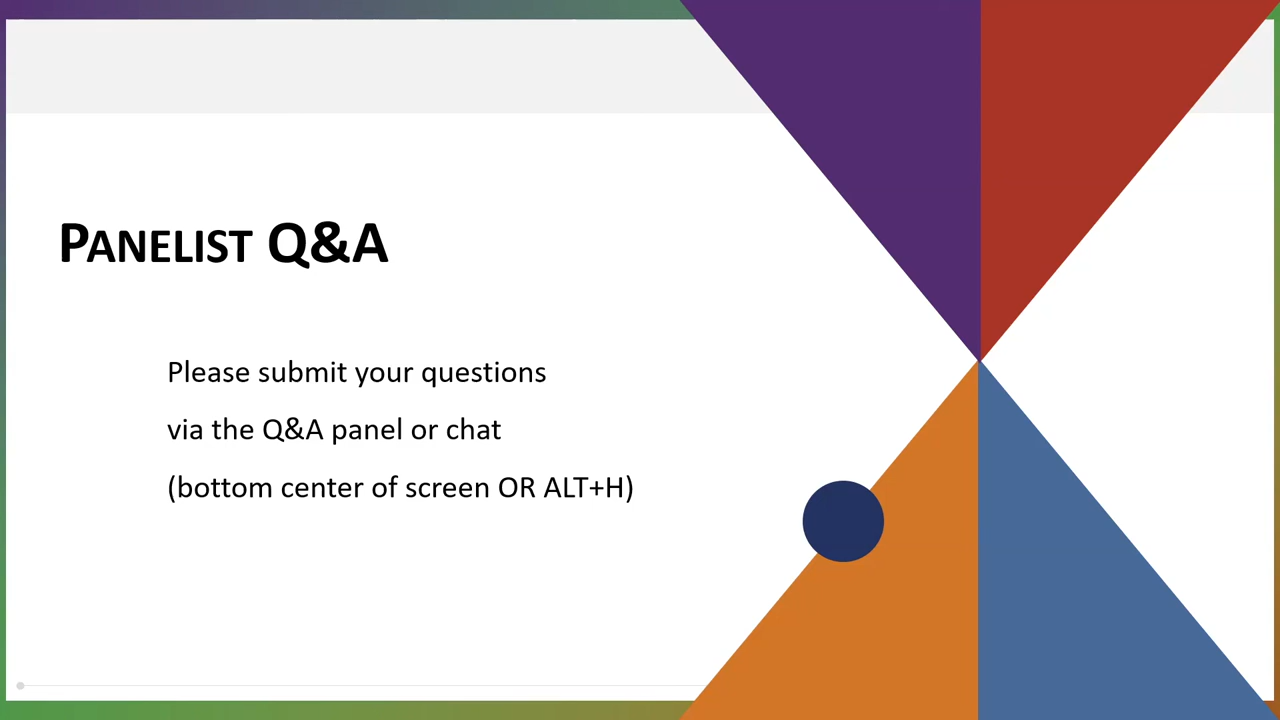 Panelist Q&A
Please submit your questions
via the Q&A panel or chat
(bottom center of screen OR ALT+H)